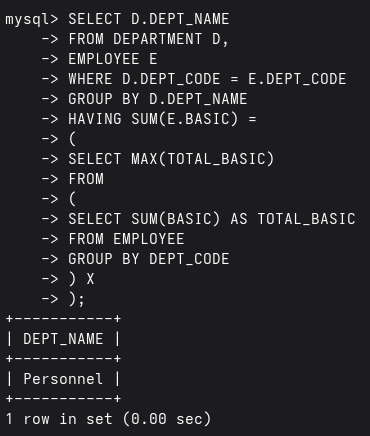 mysql> SELECT D.DEPT_NAME
    -> FROM DEPARTMENT D,
    -> EMPLOYEE E
    -> WHERE D.DEPT_CODE = E.DEPT_CODE
    -> GROUP BY D.DEPT_NAME
    -> HAVING SUM(E.BASIC) =
    -> (
    -> SELECT MAX(TOTAL_BASIC)
    -> FROM
    -> (
    -> SELECT SUM(BASIC) AS TOTAL_BASIC
    -> FROM EMPLOYEE
    -> GROUP BY DEPT_CODE
    -> ) X
    -> );
+-----------+
| DEPT_NAME |
+-----------+
| Personnel |
+-----------+
1 row in set (0.00 sec)